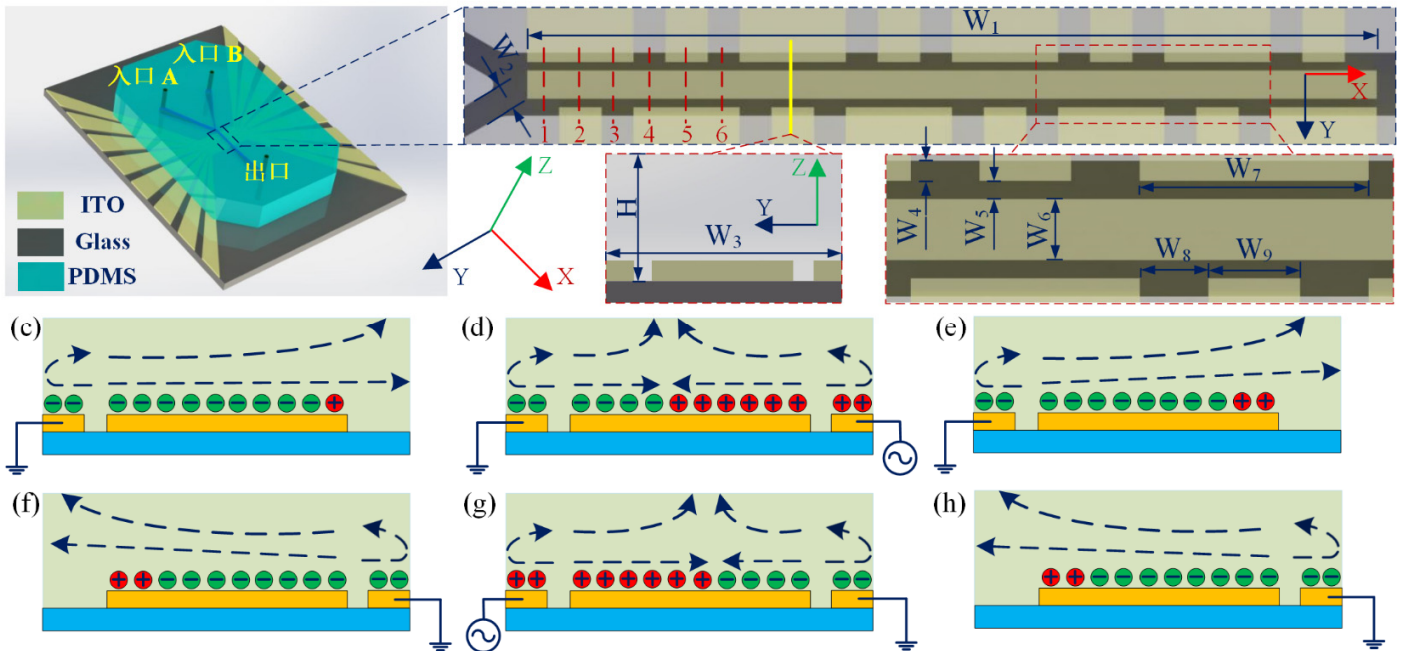 入口 B
入口 A
出口
ITO
Glass
PDMS
Z
Y
X
W₁
W₂
1 2 3 4 5 6
X
Y
H
Z
Y
W₃
W₄
W₅
W₆
W₇
W₈
W₉
(c)
(d)
(e)
(f)
(g)
(h)